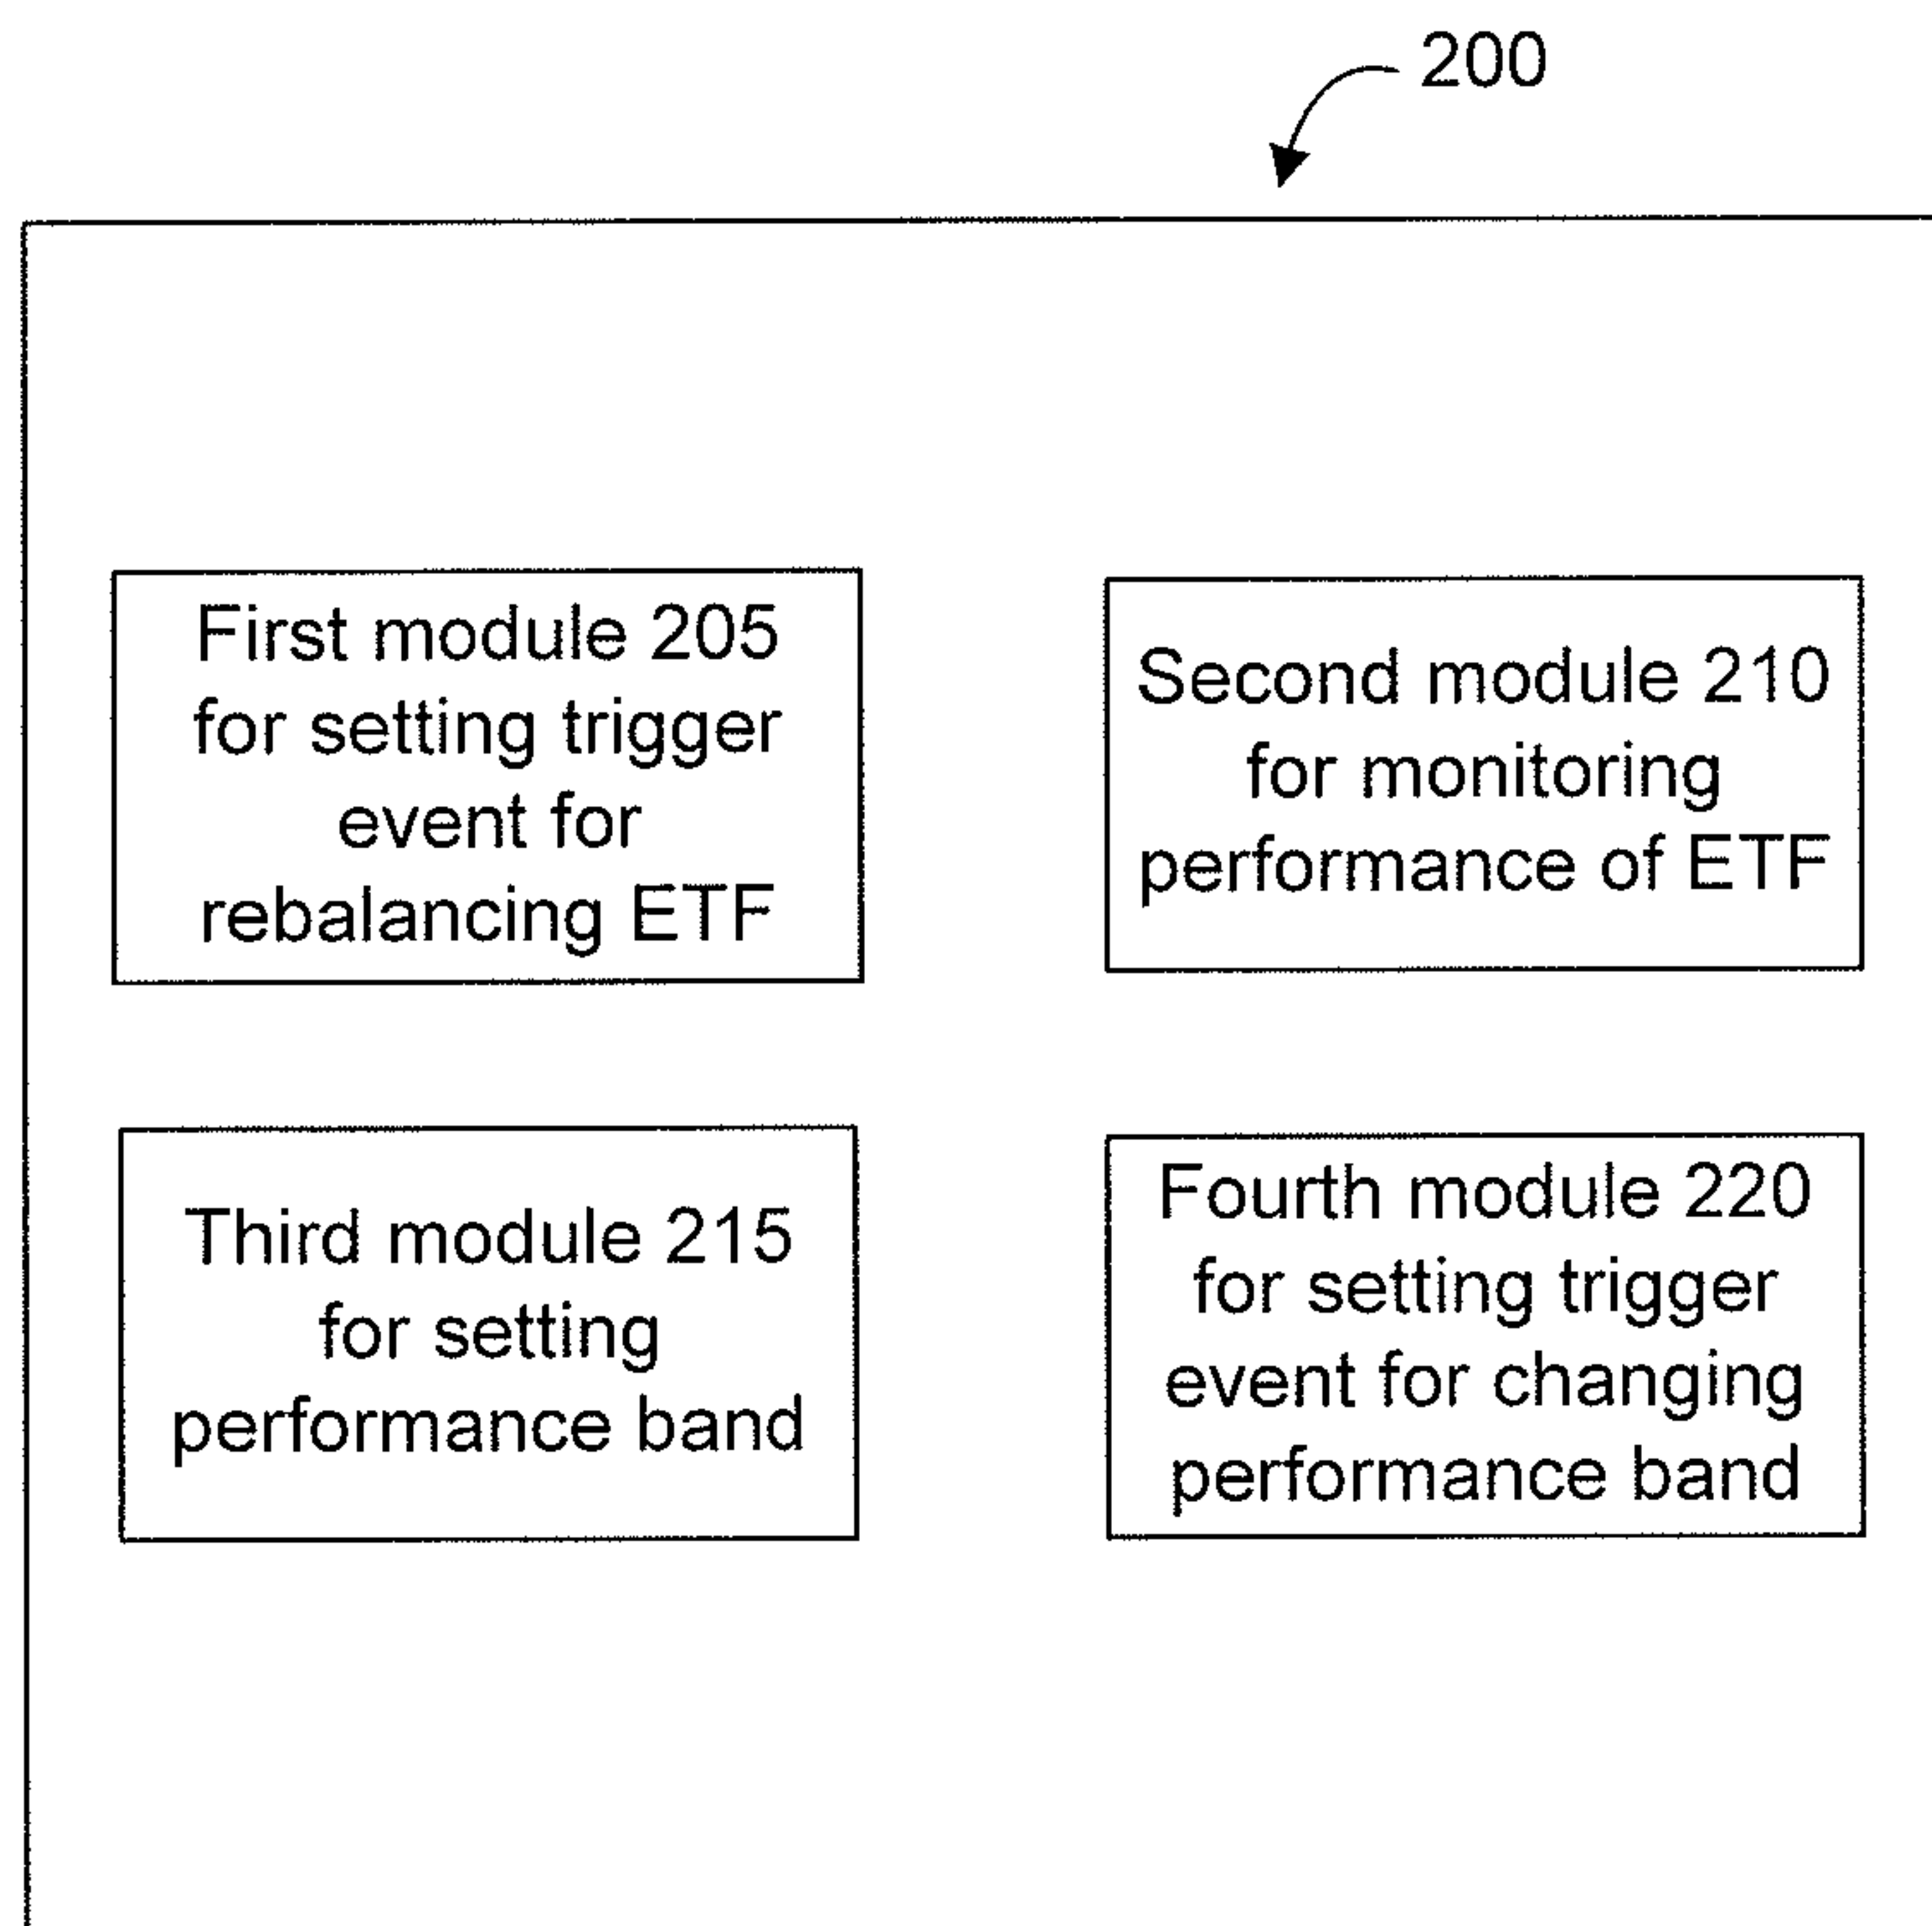 200
First module 205
for setting trigger
event for
rebalancing ETF
Second module 210
for monitoring
performance of ETF
Third module 215
for setting
performance band
Fourth module 220
for setting trigger
event for changing
performance band